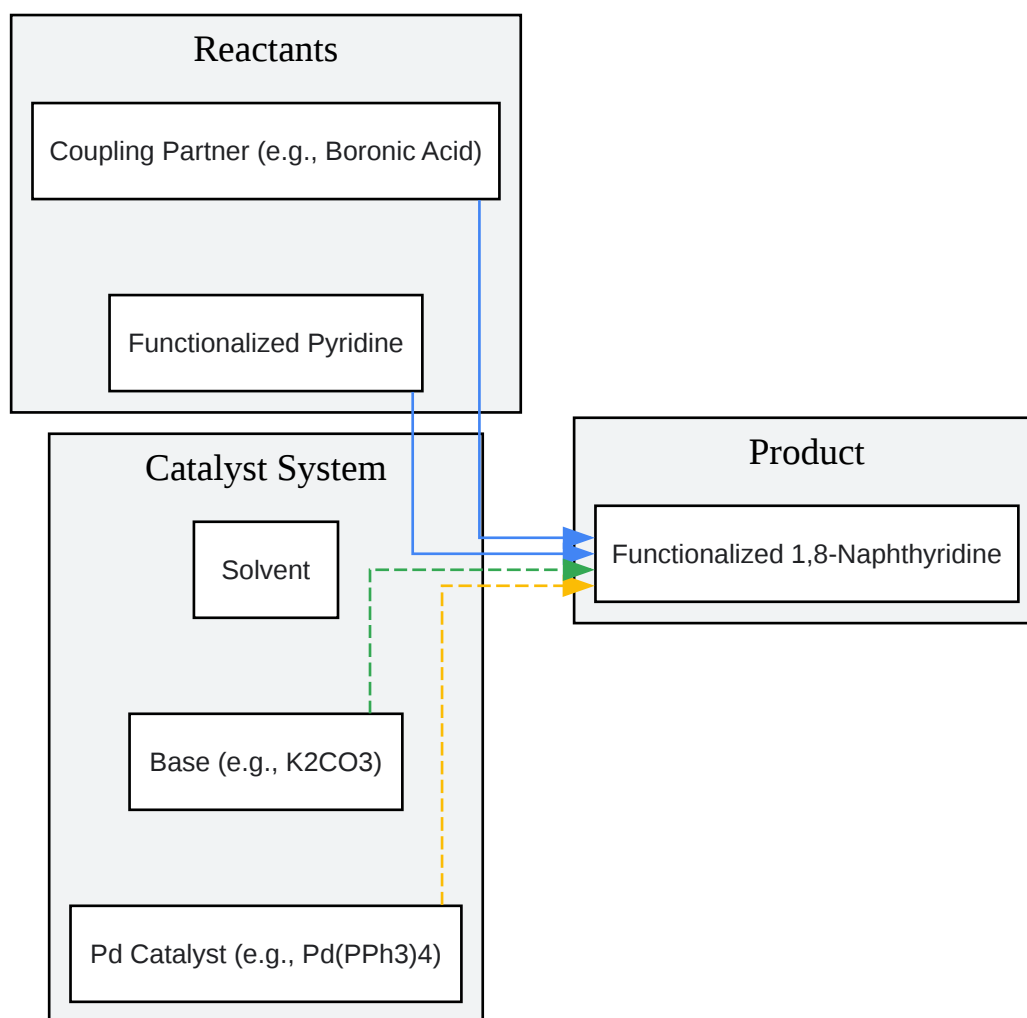 Reactants
Coupling Partner (e.g., Boronic Acid)
Functionalized Pyridine
Catalyst System
Solvent
Base (e.g., K2CO3)
Pd Catalyst (e.g., Pd(PPh3)4)
Product
Functionalized 1,8-Naphthyridine